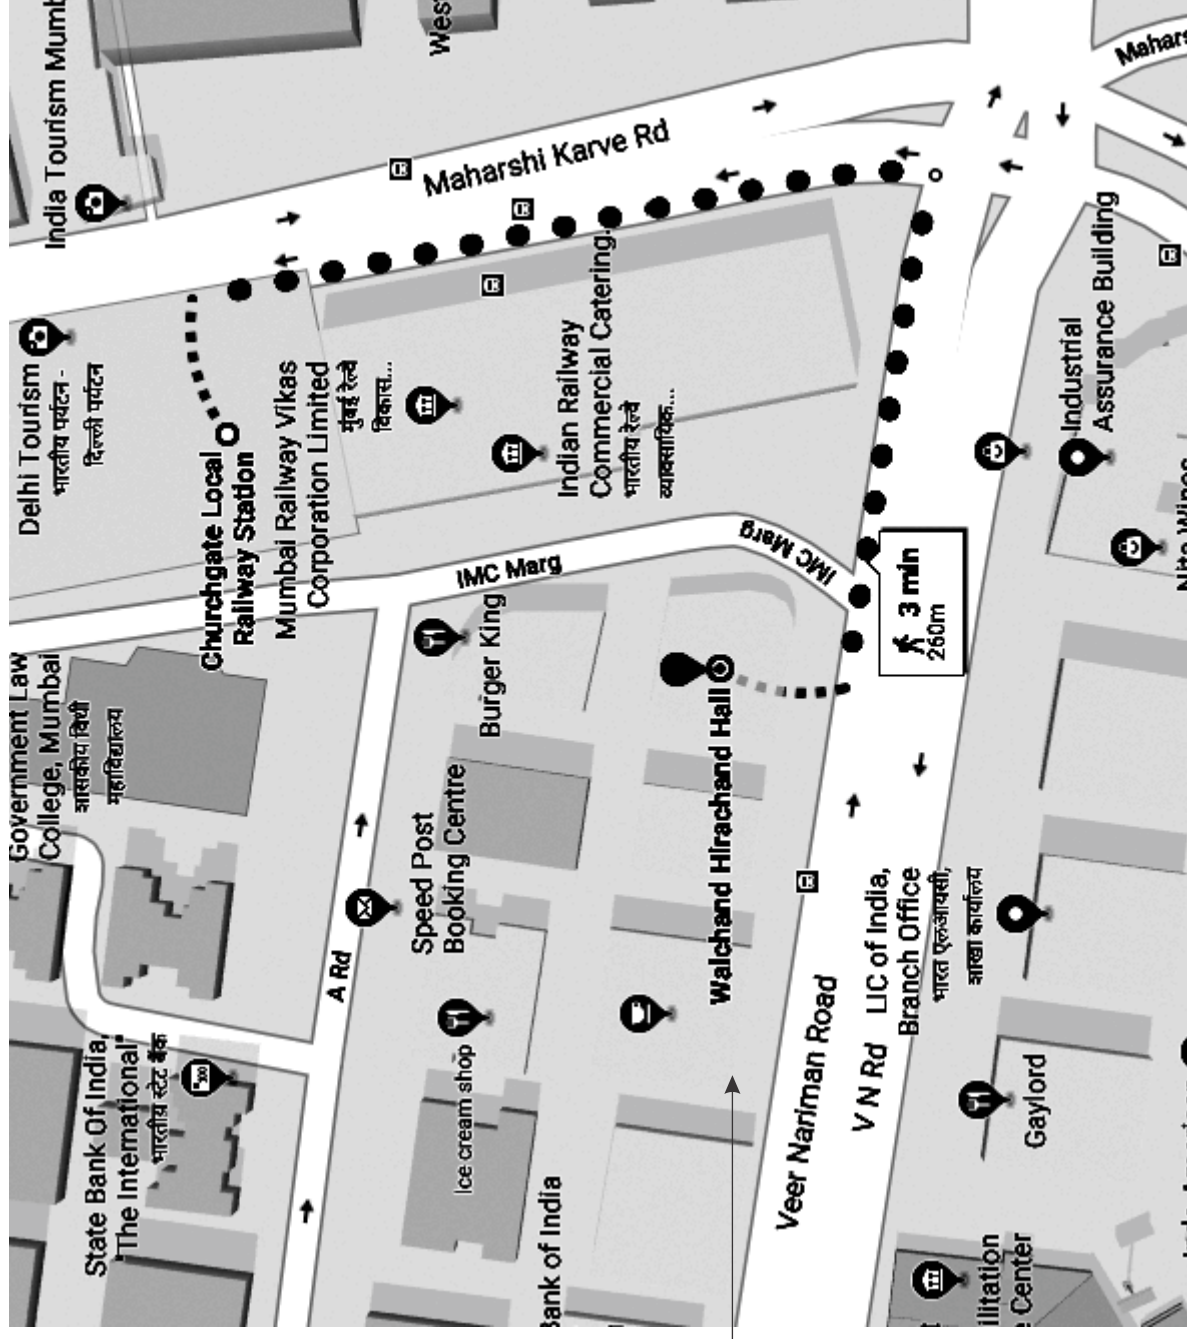 India Tourism Mumb
West
Maharshi Karve Rd
Mahars
Delhi Tourism
भारतीय पर्यटन -
दिल्ली पर्यटन
Churchgate Local
Railway Station
Mumbai Railway Vikas
Corporation Limited
मुंबई रेल्वे
विकास...
Indian Railway
Commercial Catering.
भारतीय रेल्वे
व्यावसायिक...
Industrial
Assurance Building
IMC Marg
IMC Marg
3 min
260m
Government Law
College, Mumbai
शासकीय विधी
महाविद्यालय
Burger King
Speed Post
Booking Centre
Walchand Hirachand Hall
Nite Wines
A Rd
LIC of India,
Branch Office
भारत एलआयसी,
शाखा कार्यालय
State Bank Of India,
"The International"
भारतीय स्टेट बैंक
Ice cream shop
Veer Nariman Road
V N Rd
Gaylord
Bank of India
ilitation
e Center